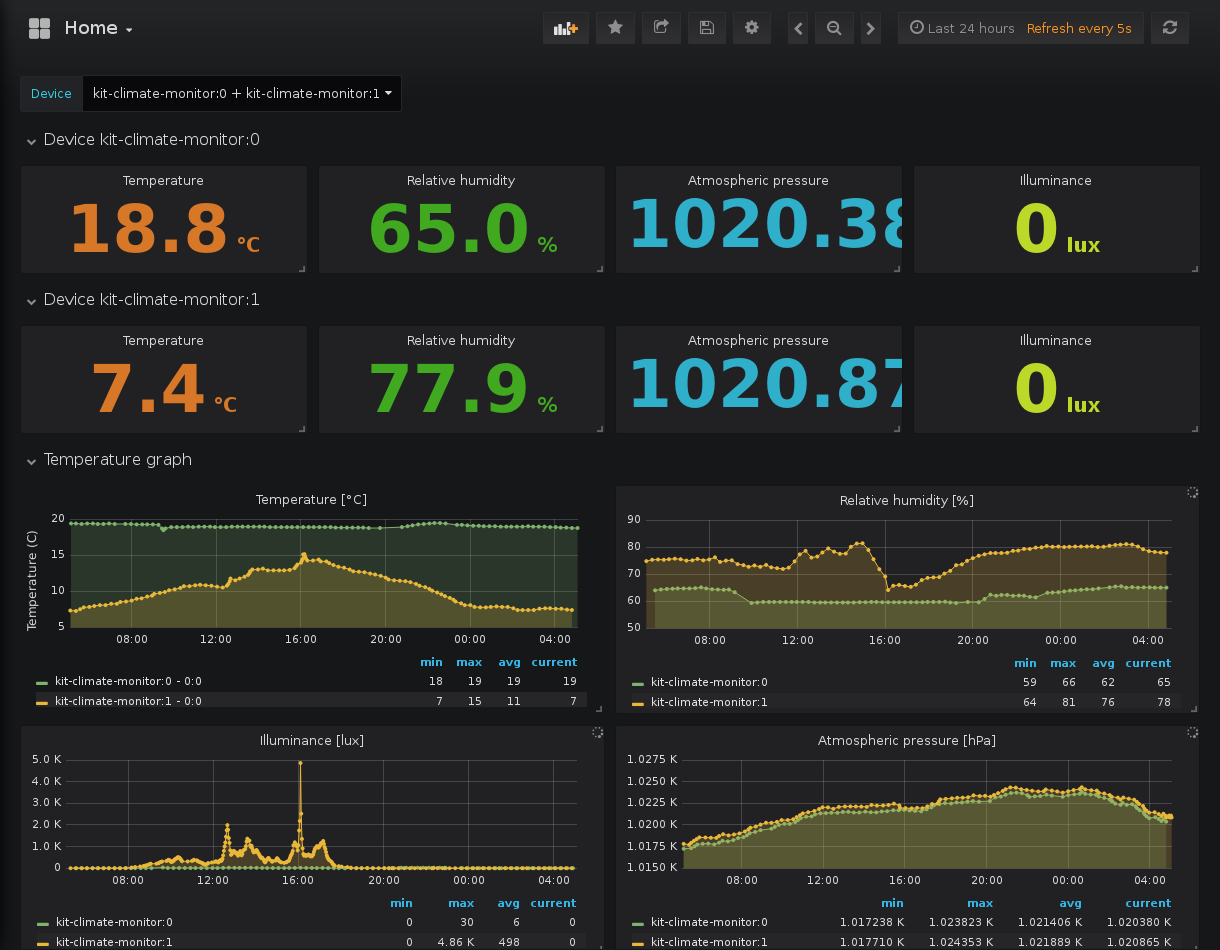 Home
Last 24 hours Refresh every 5s
Device kit-climate-monitor:0 + kit-climate-monitor:1
Device kit-climate-monitor:0
Temperature Relative humidity Atmospheric pressure Illuminance
18.8 °C 65.0 % 1020.38 0 lux
Device kit-climate-monitor:1
Temperature Relative humidity Atmospheric pressure Illuminance
7.4 °C 77.9 % 1020.87 0 lux
Temperature graph
Temperature [°C]
Temperature (C)
20
15
10
5
08:00 12:00 16:00 20:00 00:00 04:00
min max avg current
kit-climate-monitor:0 - 0:0 18 19 19 19
kit-climate-monitor:1 - 0:0 7 15 11 7
Relative humidity [%]
90
80
70
60
50
08:00 12:00 16:00 20:00 00:00 04:00
min max avg current
kit-climate-monitor:0 59 66 62 65
kit-climate-monitor:1 64 81 76 78
Illuminance [lux]
5.0 K
4.0 K
3.0 K
2.0 K
1.0 K
0
08:00 12:00 16:00 20:00 00:00 04:00
min max avg current
kit-climate-monitor:0 0 30 6 0
kit-climate-monitor:1 0 4.86 K 498 0
Atmospheric pressure [hPa]
1.0275 K
1.0250 K
1.0225 K
1.0200 K
1.0175 K
1.0150 K
08:00 12:00 16:00 20:00 00:00 04:00
min max avg current
kit-climate-monitor:0 1.017238 K 1.023823 K 1.021406 K 1.020380 K
kit-climate-monitor:1 1.017710 K 1.024353 K 1.021889 K 1.020865 K